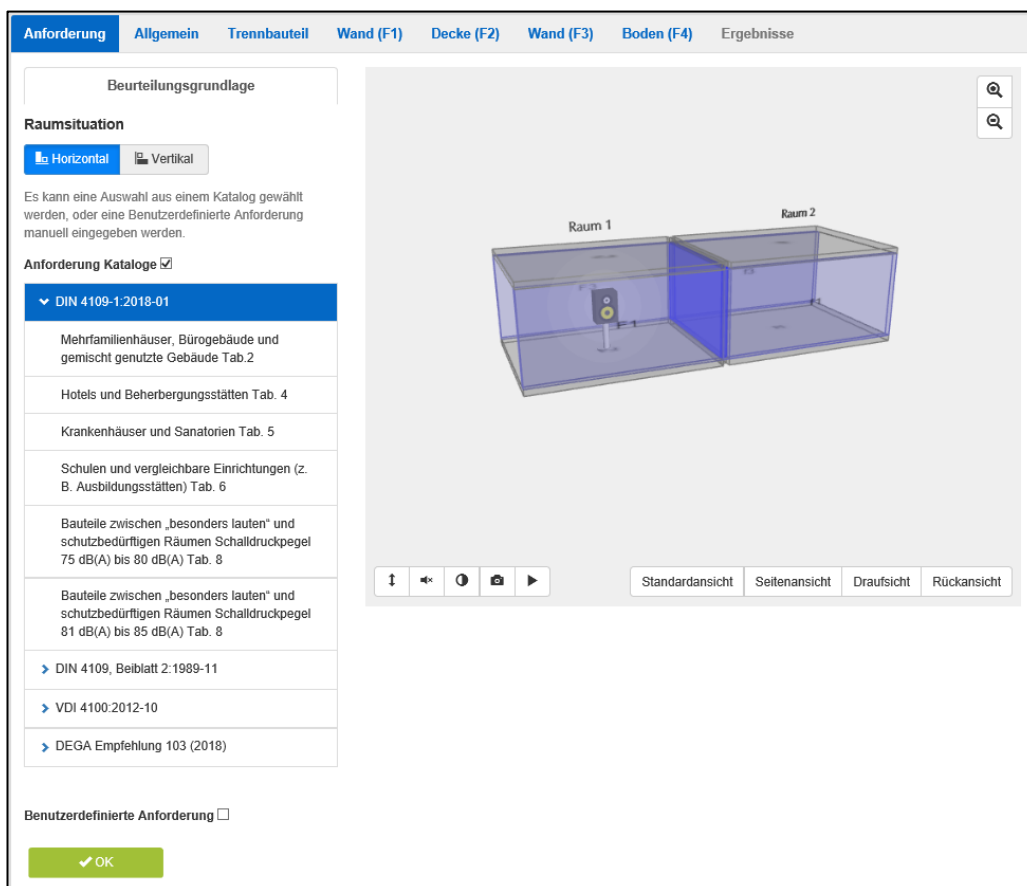 Anforderung Allgemein Trennbauteil Wand (F1) Decke (F2) Wand (F3) Boden (F4) Ergebnisse
Beurteilungsgrundlage
Raumsituation
Horizontal Vertikal
Es kann eine Auswahl aus einem Katalog gewählt
werden, oder eine Benutzerdefinierte Anforderung
manuell eingegeben werden.
Anforderung Kataloge
DIN 4109-1:2018-01
Mehrfamilienhäuser, Bürogebäude und
gemischt genutzte Gebäude Tab.2
Hotels und Beherbergungsstätten Tab. 4
Krankenhäuser und Sanatorien Tab. 5
Schulen und vergleichbare Einrichtungen (z.
B. Ausbildungsstätten) Tab. 6
Bauteile zwischen „besonders lauten“ und
schutzbedürftigen Räumen Schalldruckpegel
75 dB(A) bis 80 dB(A) Tab. 8
Bauteile zwischen „besonders lauten“ und
schutzbedürftigen Räumen Schalldruckpegel
81 dB(A) bis 85 dB(A) Tab. 8
DIN 4109, Beiblatt 2:1989-11
VDI 4100:2012-10
DEGA Empfehlung 103 (2018)
Benutzerdefinierte Anforderung
OK
Raum 1
Raum 2
Standardansicht Seitenansicht Draufsicht Rückansicht